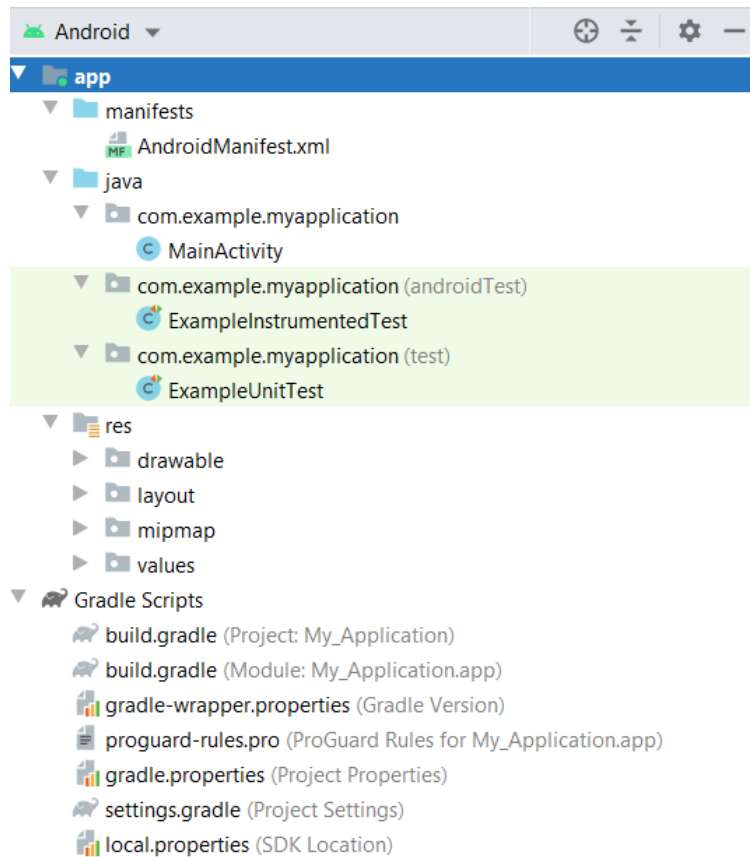 Android
app
manifests
MF AndroidManifest.xml
java
com.example.myapplication
C MainActivity
com.example.myapplication (androidTest)
C ExampleInstrumentedTest
com.example.myapplication (test)
C ExampleUnitTest
res
drawable
layout
mipmap
values
Gradle Scripts
build.gradle (Project: My_Application)
build.gradle (Module: My_Application.app)
gradle-wrapper.properties (Gradle Version)
proguard-rules.pro (ProGuard Rules for My_Application.app)
gradle.properties (Project Properties)
settings.gradle (Project Settings)
local.properties (SDK Location)